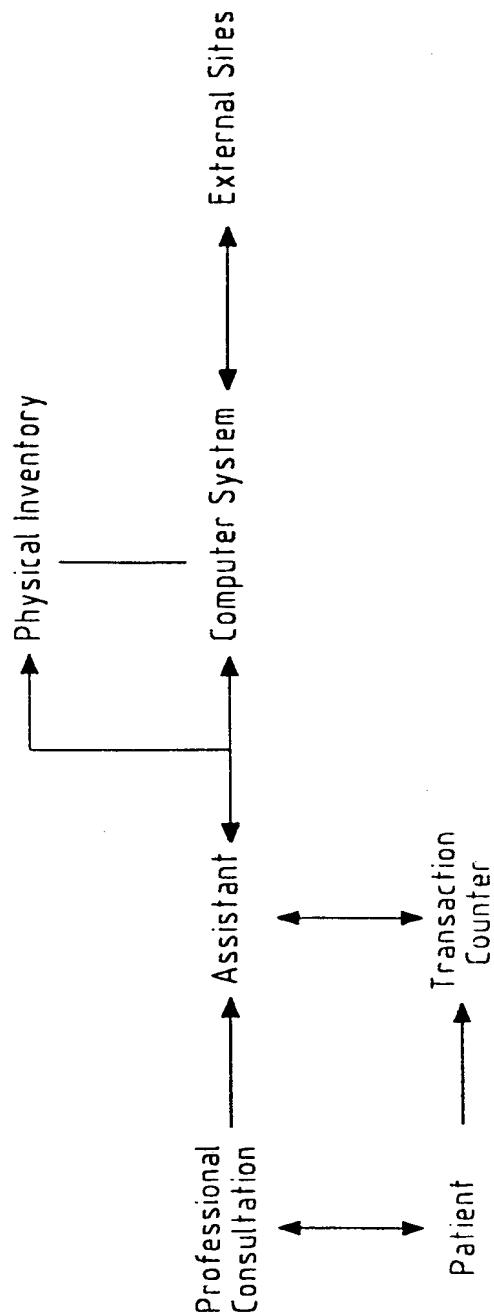 Physical Inventory
Professional
Consultation
Assistant
Computer System
External Sites
Patient
Transaction
Counter